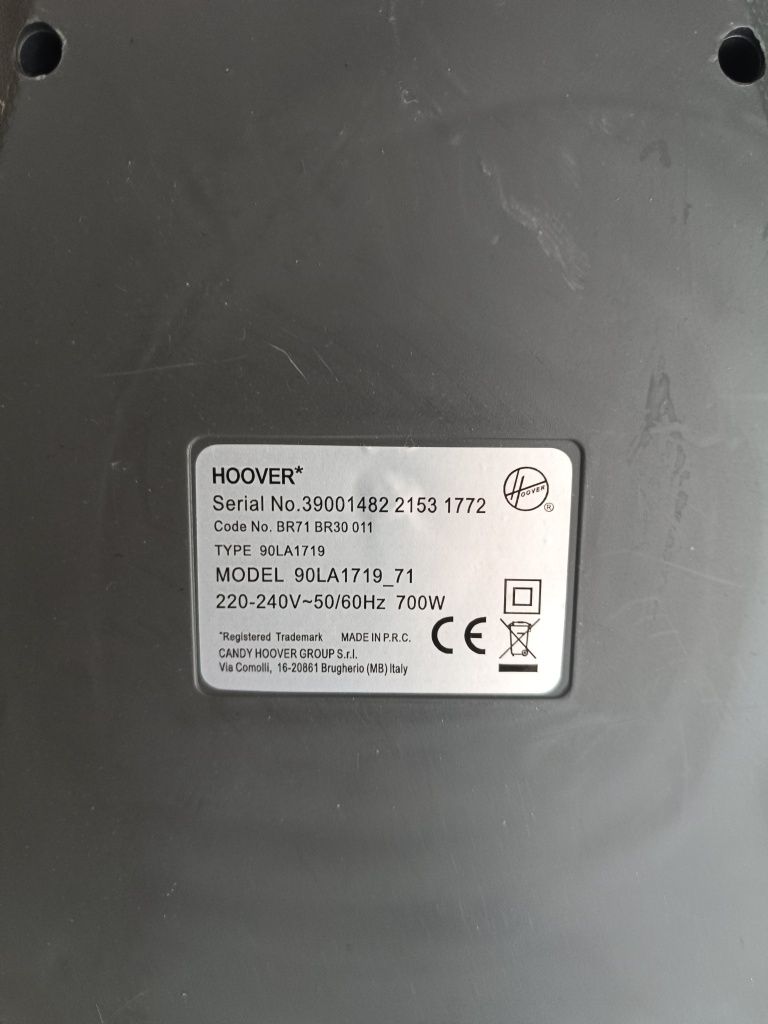 HOOVER*
Serial No.39001482 2153 1772
Code No. BR71 BR30 011
TYPE 90LA1719
MODEL 90LA1719_71
220-240V~50/60Hz 700W
*Registered Trademark MADE IN P.R.C.
CANDY HOOVER GROUP S.r.l.
Via Comolli, 16-20861 Brugherio (MB) Italy
H HOOVER ®
CE